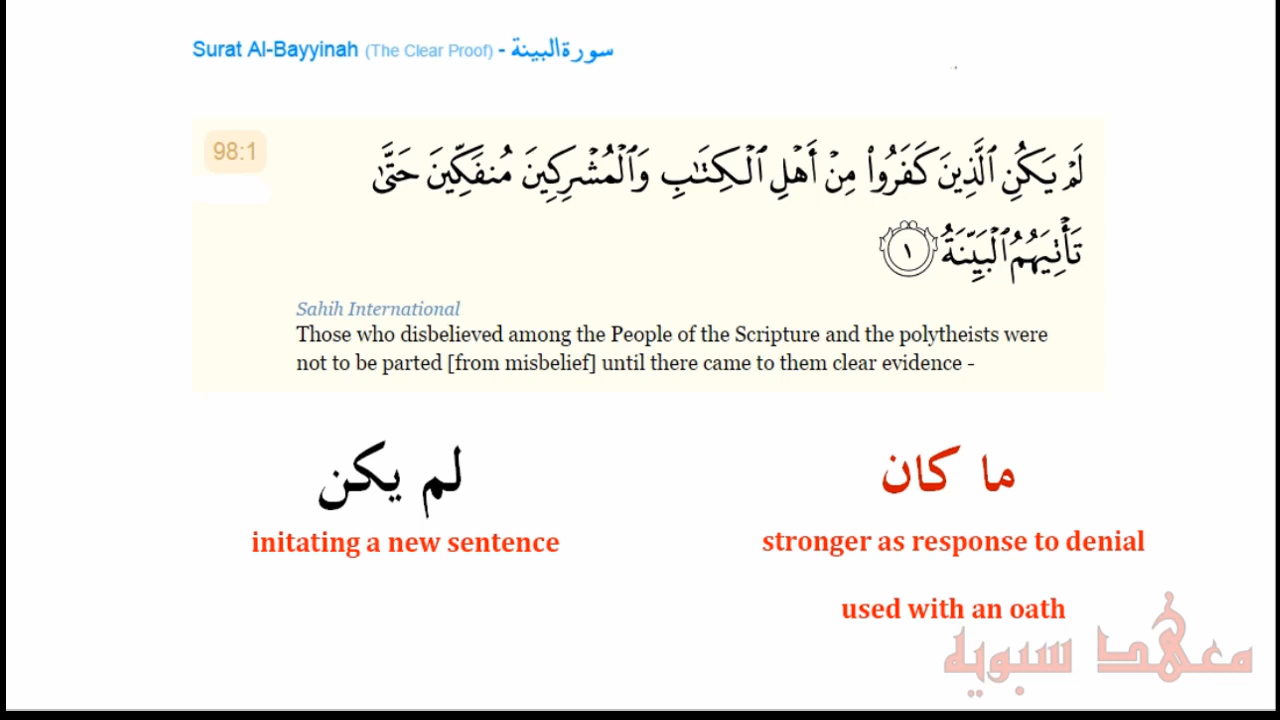 Surat Al-Bayyinah (The Clear Proof) - سورة البينة
98:1
لَمْ يَكُنِ ٱلَّذِينَ كَفَرُوا۟ مِنْ أَهْلِ ٱلْكِتَـٰبِ وَٱلْمُشْرِكِينَ مُنفَكِّينَ حَتَّىٰ
تَأْتِيَهُمُ ٱلْبَيِّنَةُ ١
Sahih International
Those who disbelieved among the People of the Scripture and the polytheists were
not to be parted [from misbelief] until there came to them clear evidence -
لم يكن
ما كان
initating a new sentence
stronger as response to denial
used with an oath
معهد سبويه